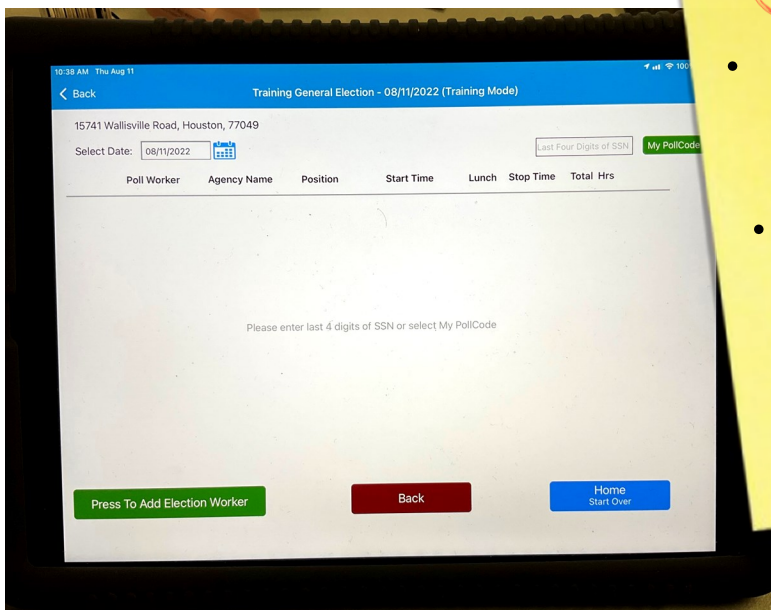 10:38 AM Thu Aug 11
100
Back
Training General Election - 08/11/2022 (Training Mode)
15741 Wallisville Road, Houston, 77049
Select Date: 08/11/2022
Last Four Digits of SSN
My PollCode
Poll Worker Agency Name Position Start Time Lunch Stop Time Total Hrs
Please enter last 4 digits of SSN or select My PollCode
Press To Add Election Worker
Back
Home
Start Over